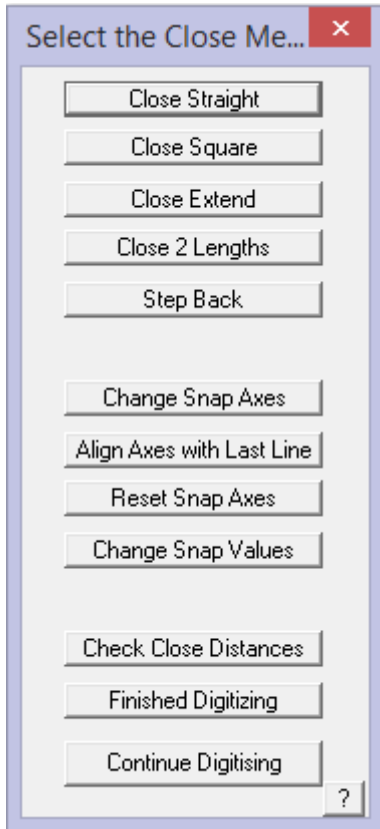 Select the Close Me...
Close Straight
Close Square
Close Extend
Close 2 Lengths
Step Back
Change Snap Axes
Align Axes with Last Line
Reset Snap Axes
Change Snap Values
Check Close Distances
Finished Digitizing
Continue Digitising
?